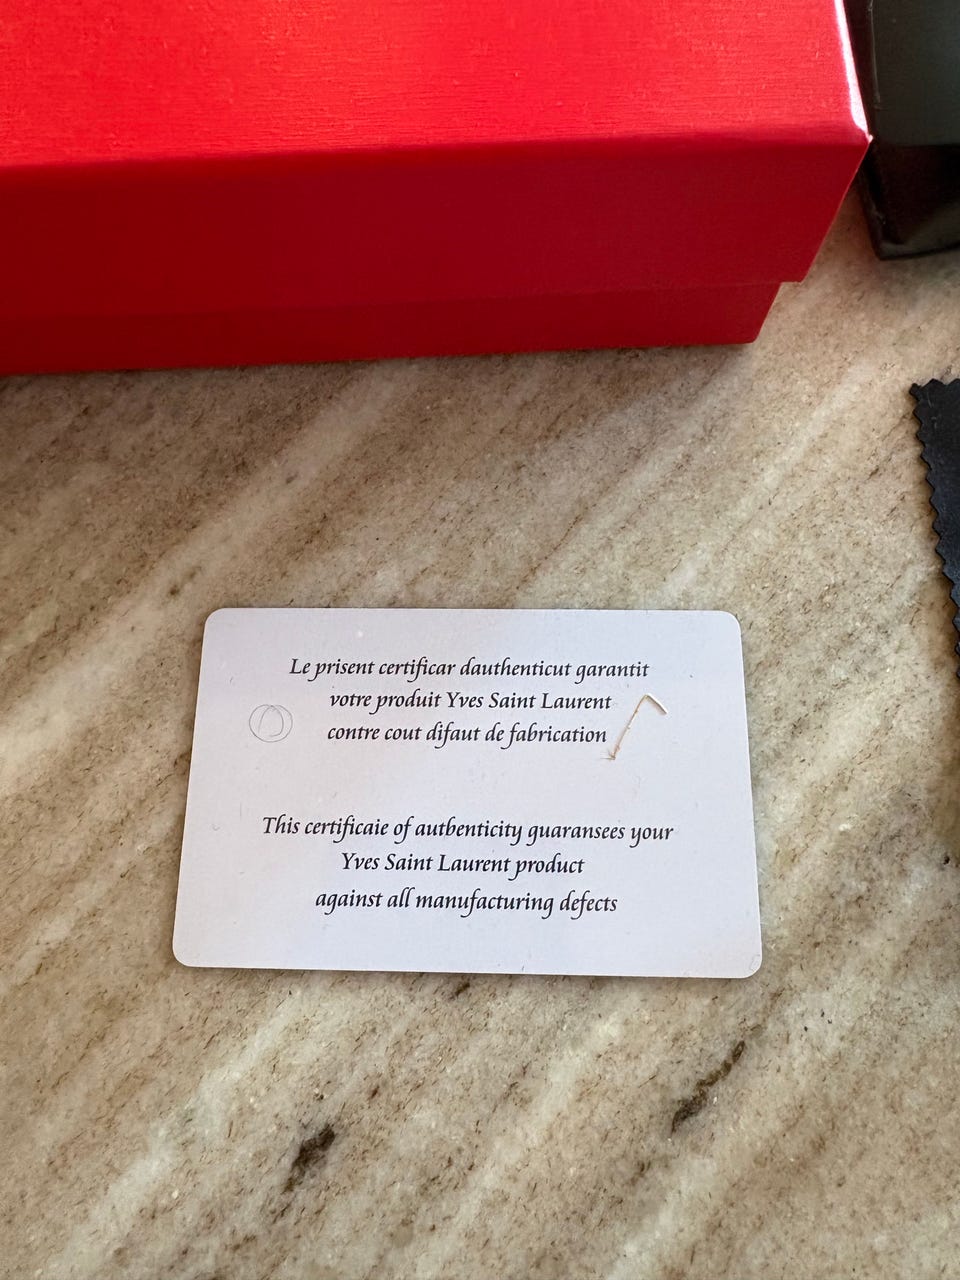 Le prisent certificar dauthenticut garantit
votre produit Yves Saint Laurent
contre cout difaut de fabrication
This certificaie of autbenticity guaransees your
Yves Saint Laurent product
against all manufacturing defects